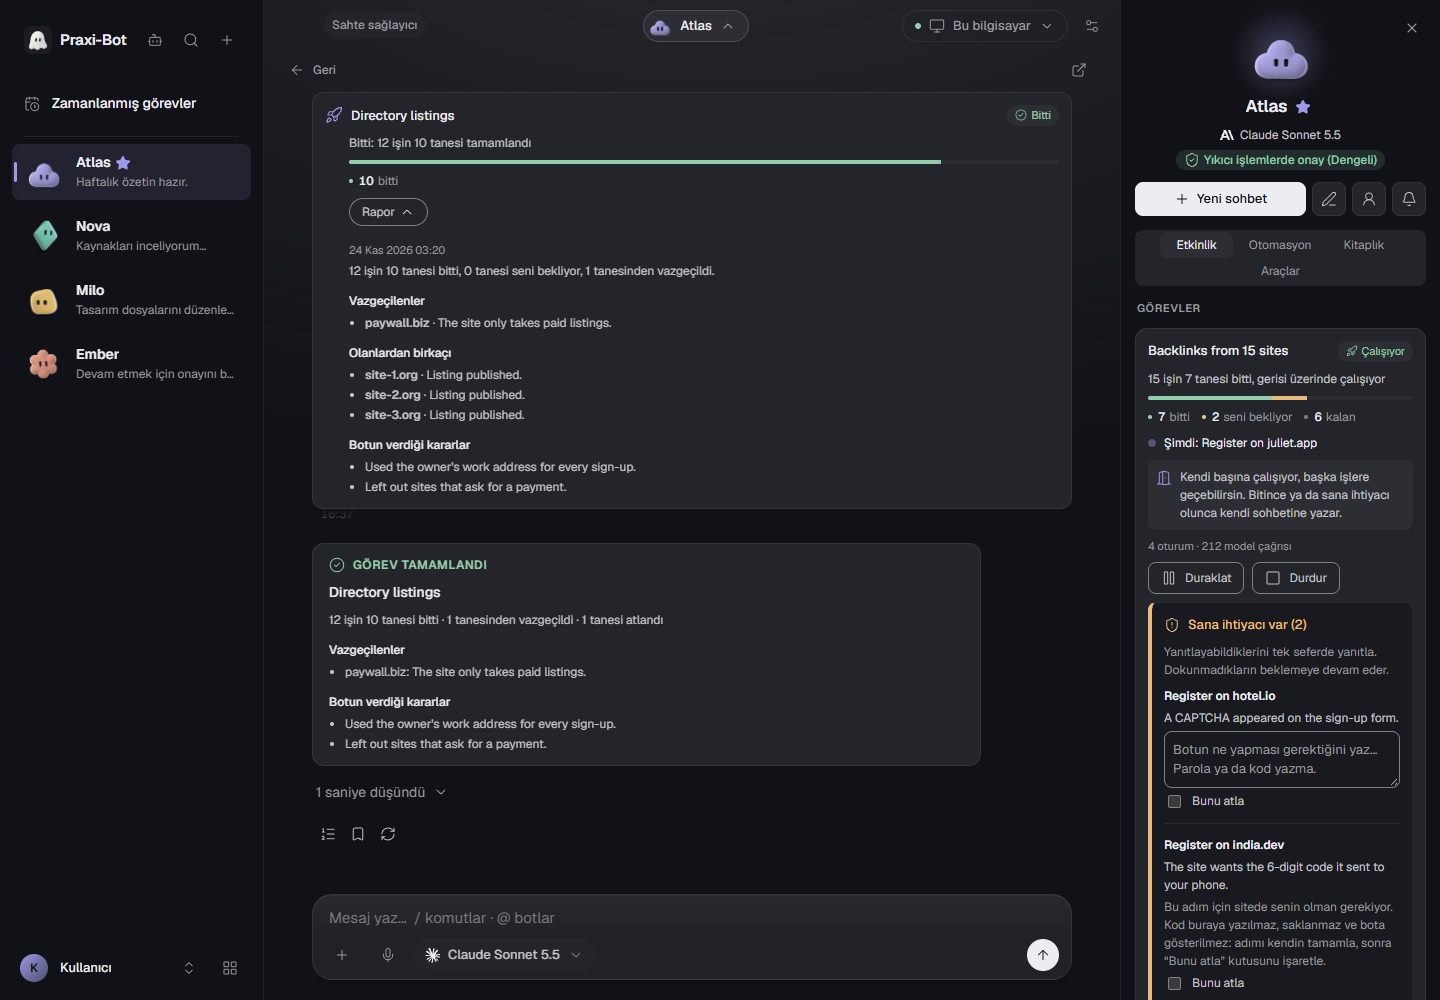 Praxi-Bot
Zamanlanmış görevler
Atlas
Haftalık özetin hazır.
Nova
Kaynakları inceliyorum...
Milo
Tasarım dosyalarını düzenle...
Ember
Devam etmek için onayını b...
K
Kullanıcı
Sahte sağlayıcı
Atlas
Bu bilgisayar
Geri
Directory listings
Bitti
Bitti: 12 işin 10 tanesi tamamlandı
10 bitti
Rapor
24 Kas 2026 03:20
12 işin 10 tanesi bitti, 0 tanesi seni bekliyor, 1 tanesinden vazgeçildi.
Vazgeçilenler
• paywall.biz · The site only takes paid listings.
Olanlardan birkaçı
• site-1.org · Listing published.
• site-2.org · Listing published.
• site-3.org · Listing published.
Botun verdiği kararlar
• Used the owner's work address for every sign-up.
• Left out sites that ask for a payment.
16:37
GÖREV TAMAMLANDI
Directory listings
12 işin 10 tanesi bitti · 1 tanesinden vazgeçildi · 1 tanesi atlandı
Vazgeçilenler
• paywall.biz: The site only takes paid listings.
Botun verdiği kararlar
• Used the owner's work address for every sign-up.
• Left out sites that ask for a payment.
1 saniye düşündü
Mesaj yaz... / komutlar · @ botlar
Claude Sonnet 5.5
Atlas
Claude Sonnet 5.5
Yıkıcı işlemlerde onay (Dengeli)
Yeni sohbet
Etkinlik Otomasyon Kitaplık
Araçlar
GÖREVLER
Backlinks from 15 sites
Çalışıyor
15 işin 7 tanesi bitti, gerisi üzerinde çalışıyor
7 bitti 2 seni bekliyor 6 kalan
Şimdi: Register on juliet.app
Kendi başına çalışıyor, başka işlere
geçebilirsin. Bitince ya da sana ihtiyacı
olunca kendi sohbetine yazar.
4 oturum · 212 model çağrısı
Duraklat
Durdur
Sana ihtiyacı var (2)
Yanıtlayabildiklerini tek seferde yanıtla.
Dokunmadıkların beklemeye devam eder.
Register on hotel.io
A CAPTCHA appeared on the sign-up form.
Botun ne yapması gerektiğini yaz...
Parola ya da kod yazma.
Bunu atla
Register on india.dev
The site wants the 6-digit code it sent to
your phone.
Bu adım için sitede senin olman gerekiyor.
Kod buraya yazılmaz, saklanmaz ve bota
gösterilmez: adımı kendin tamamla, sonra
“Bunu atla” kutusunu işaretle.
Bunu atla